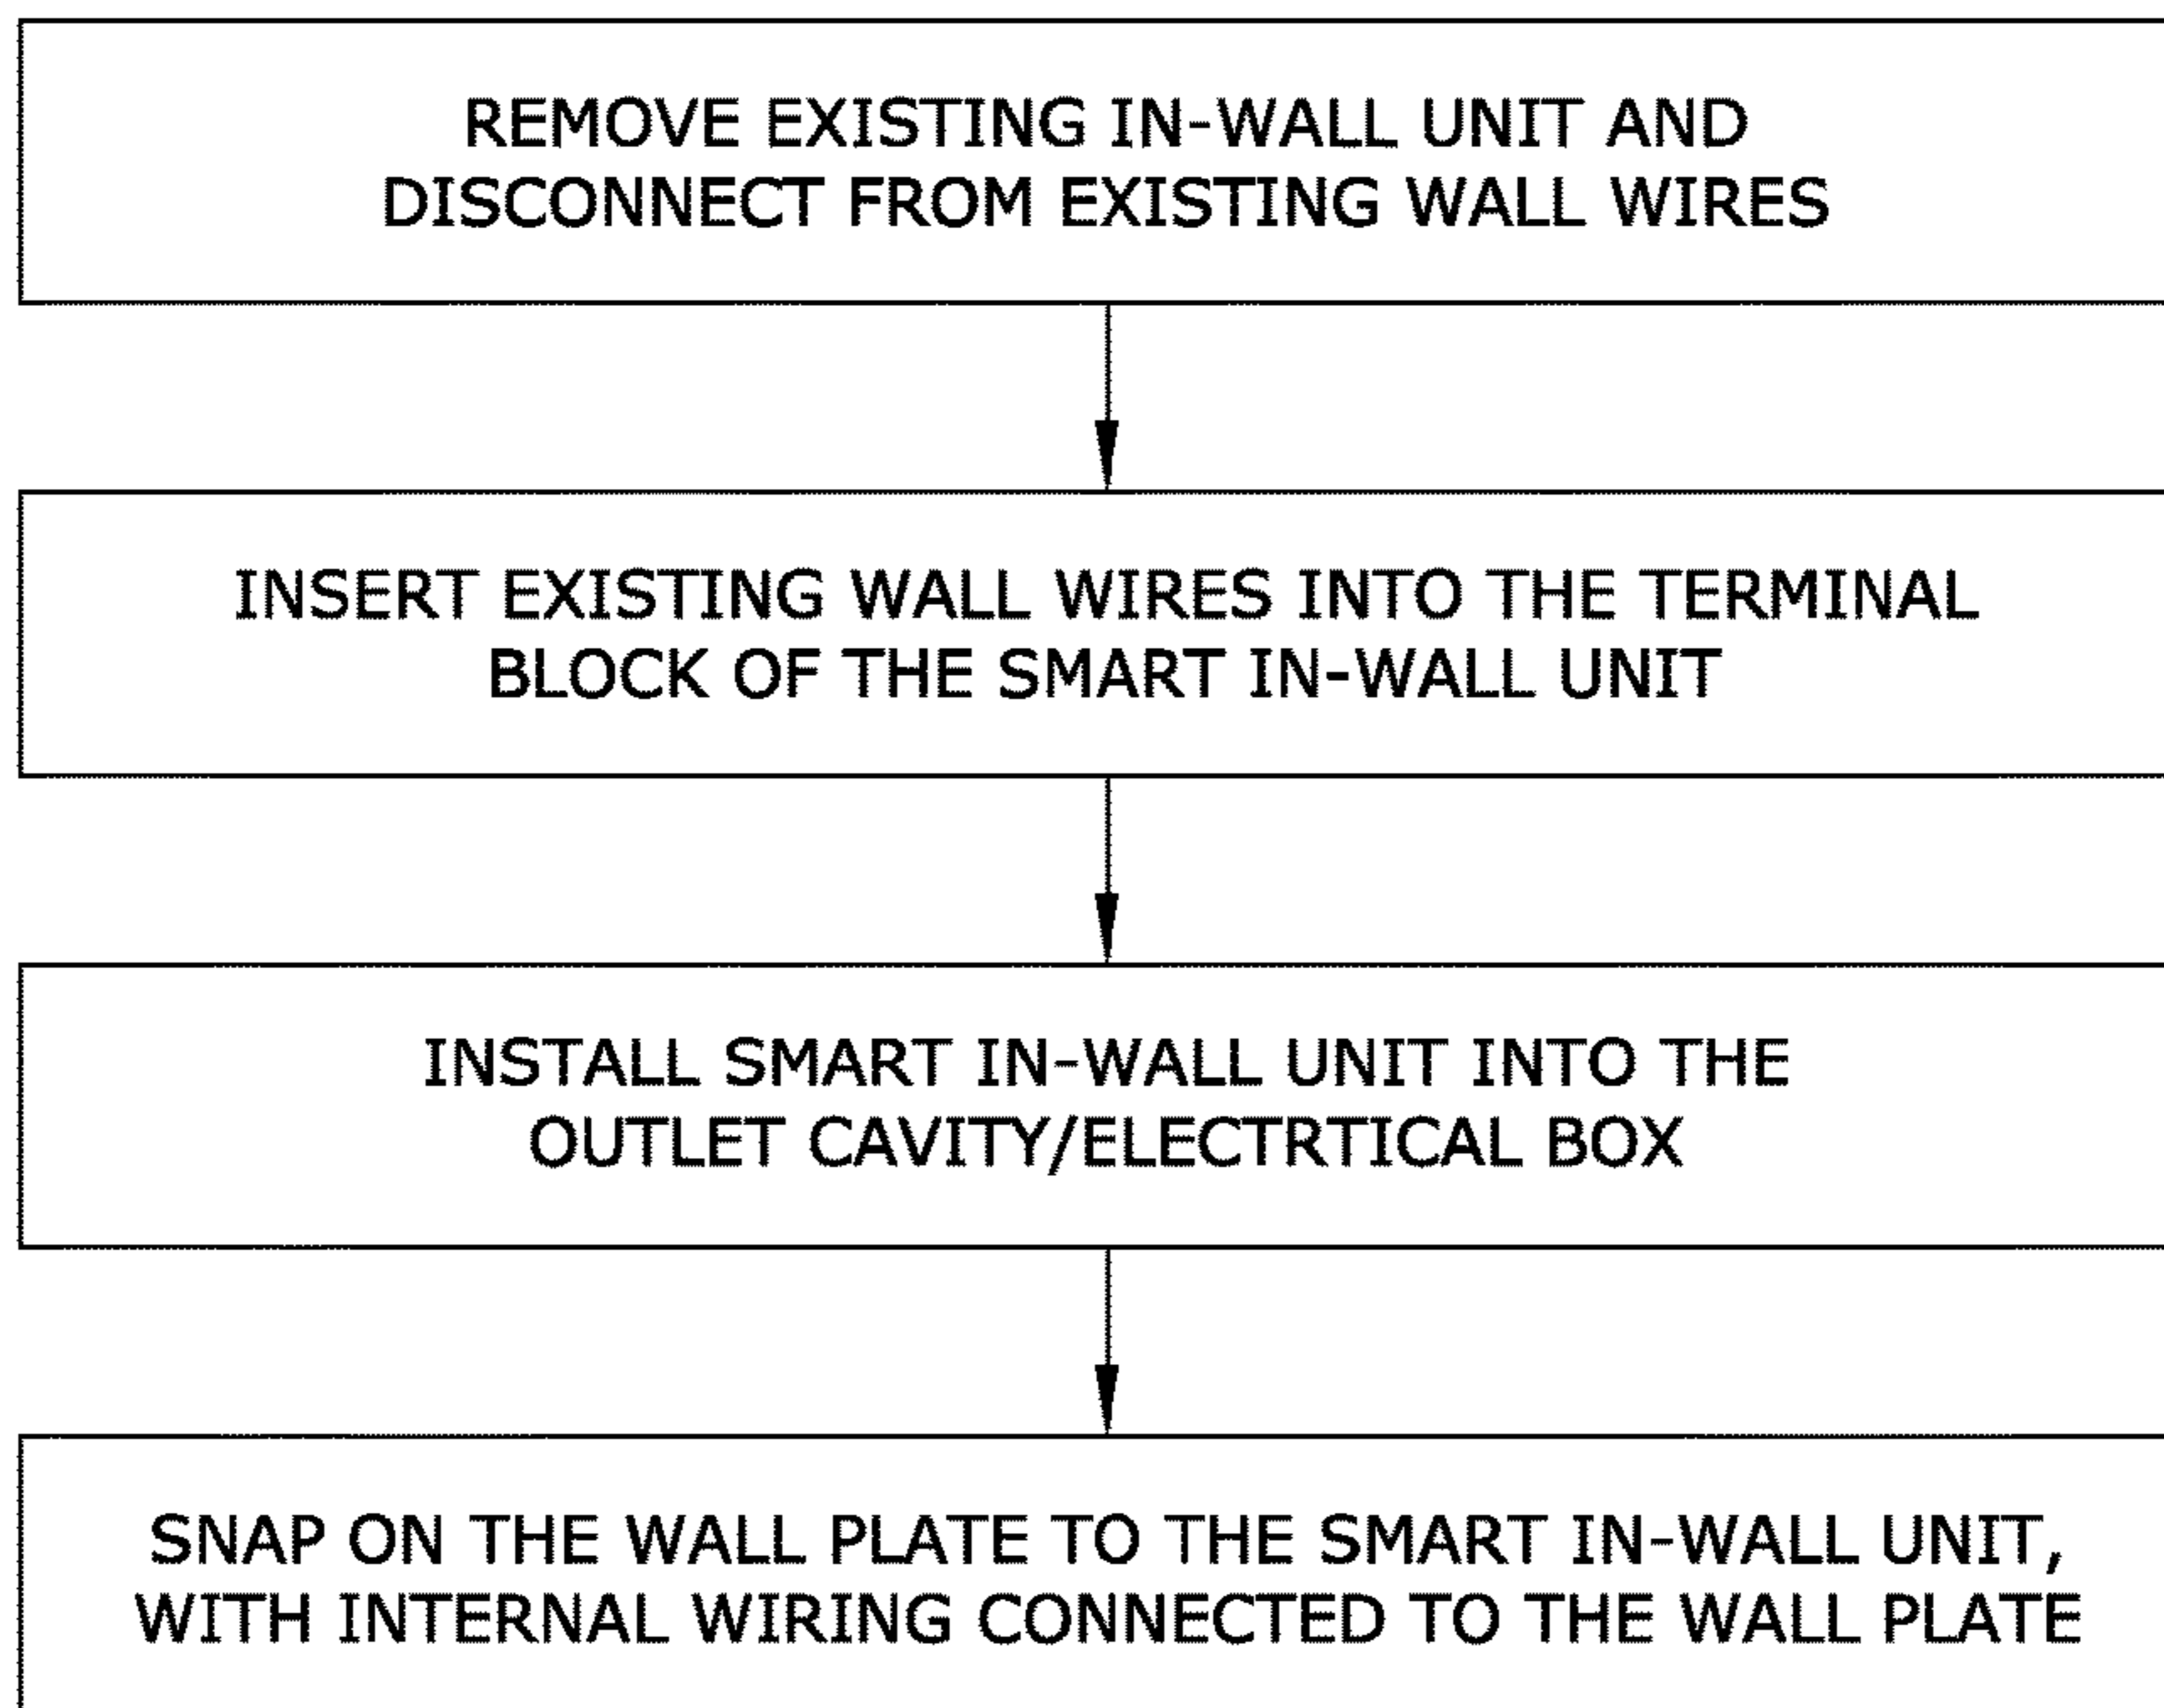 REMOVE EXISTING IN-WALL UNIT AND
DISCONNECT FROM EXISTING WALL WIRES
INSERT EXISTING WALL WIRES INTO THE TERMINAL
BLOCK OF THE SMART IN-WALL UNIT
INSTALL SMART IN-WALL UNIT INTO THE
OUTLET CAVITY/ELECTRTICAL BOX
SNAP ON THE WALL PLATE TO THE SMART IN-WALL UNIT,
WITH INTERNAL WIRING CONNECTED TO THE WALL PLATE